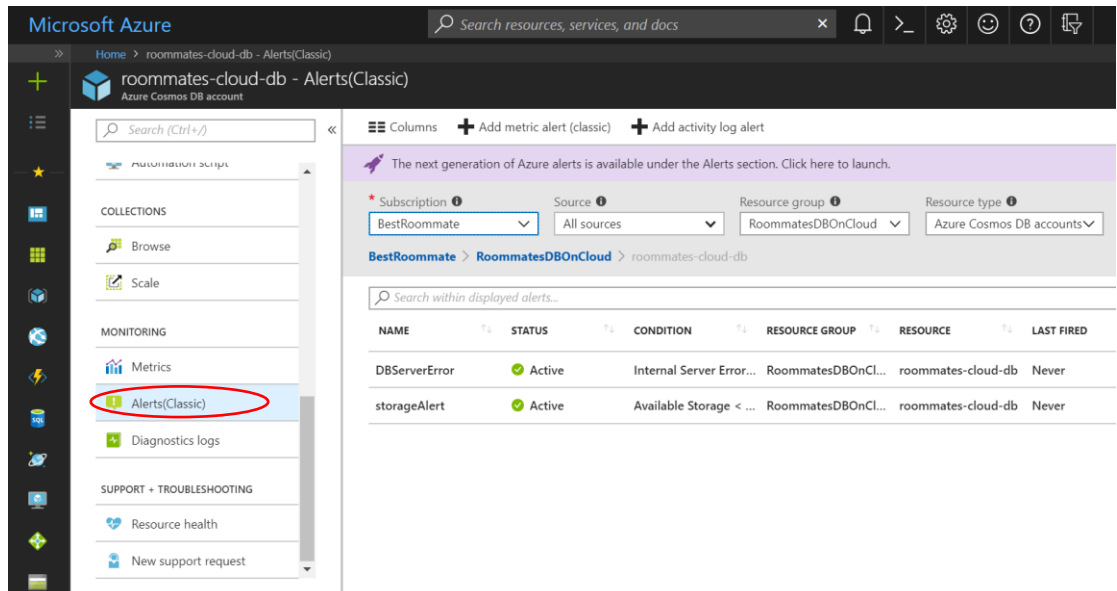 Microsoft Azure
Search resources, services, and docs
Home > roommates-cloud-db - Alerts(Classic)
roommates-cloud-db - Alerts(Classic)
Azure Cosmos DB account
Search (Ctrl+/)
Automation script
COLLECTIONS
Browse
Scale
MONITORING
Metrics
Alerts(Classic)
Diagnostics logs
SUPPORT + TROUBLESHOOTING
Resource health
New support request
Columns Add metric alert (classic) Add activity log alert
The next generation of Azure alerts is available under the Alerts section. Click here to launch.
* Subscription Source Resource group Resource type
BestRoommate All sources RoommatesDBOnCloud Azure Cosmos DB accounts
BestRoommate > RoommatesDBOnCloud > roommates-cloud-db
Search within displayed alerts...
NAME STATUS CONDITION RESOURCE GROUP RESOURCE LAST FIRED
DBServerError Active Internal Server Error... RoommatesDBOnCl... roommates-cloud-db Never
storageAlert Active Available Storage < ... RoommatesDBOnCl... roommates-cloud-db Never